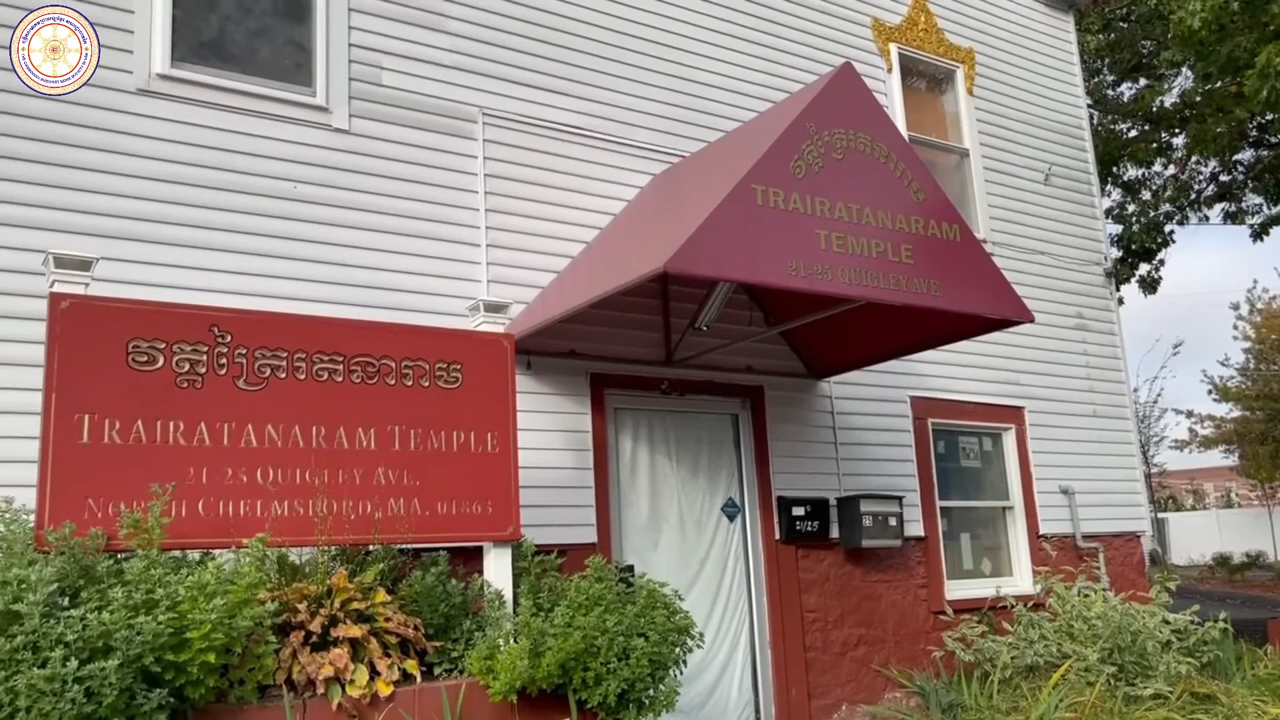 វត្តត្រៃរតនារាម
TRAIRATANARAM TEMPLE
21-25 QUIGLEY AVE.
NORTH CHELMSFORD, MA. 01863
វត្តត្រៃរតនារាម
TRAIRATANARAM
TEMPLE
21-25 QUIGLEY AVE.
21/25
25